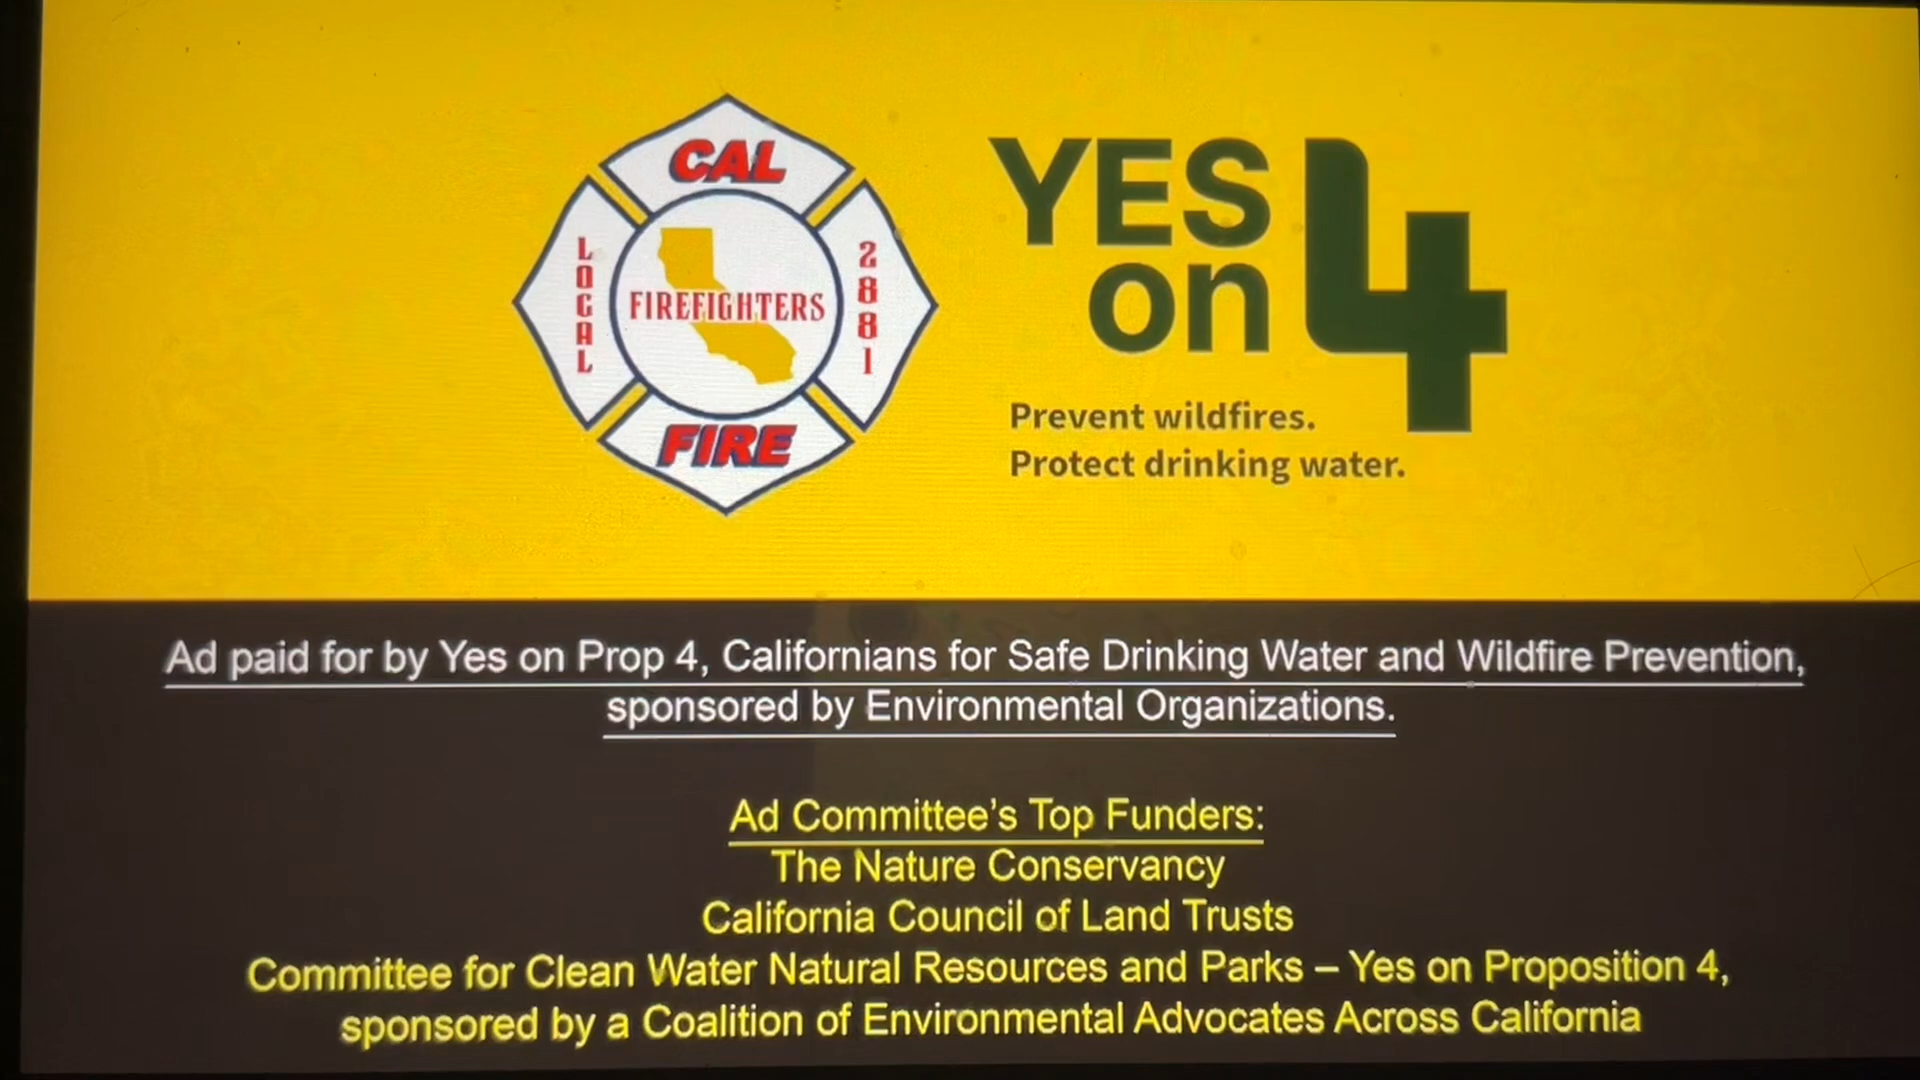 CAL
LOCAL
FIREFIGHTERS
2881
FIRE
YES
on 4
Prevent wildfires.
Protect drinking water.
Ad paid for by Yes on Prop 4, Californians for Safe Drinking Water and Wildfire Prevention,
sponsored by Environmental Organizations.
Ad Committee's Top Funders:
The Nature Conservancy
California Council of Land Trusts
Committee for Clean Water Natural Resources and Parks – Yes on Proposition 4,
sponsored by a Coalition of Environmental Advocates Across California